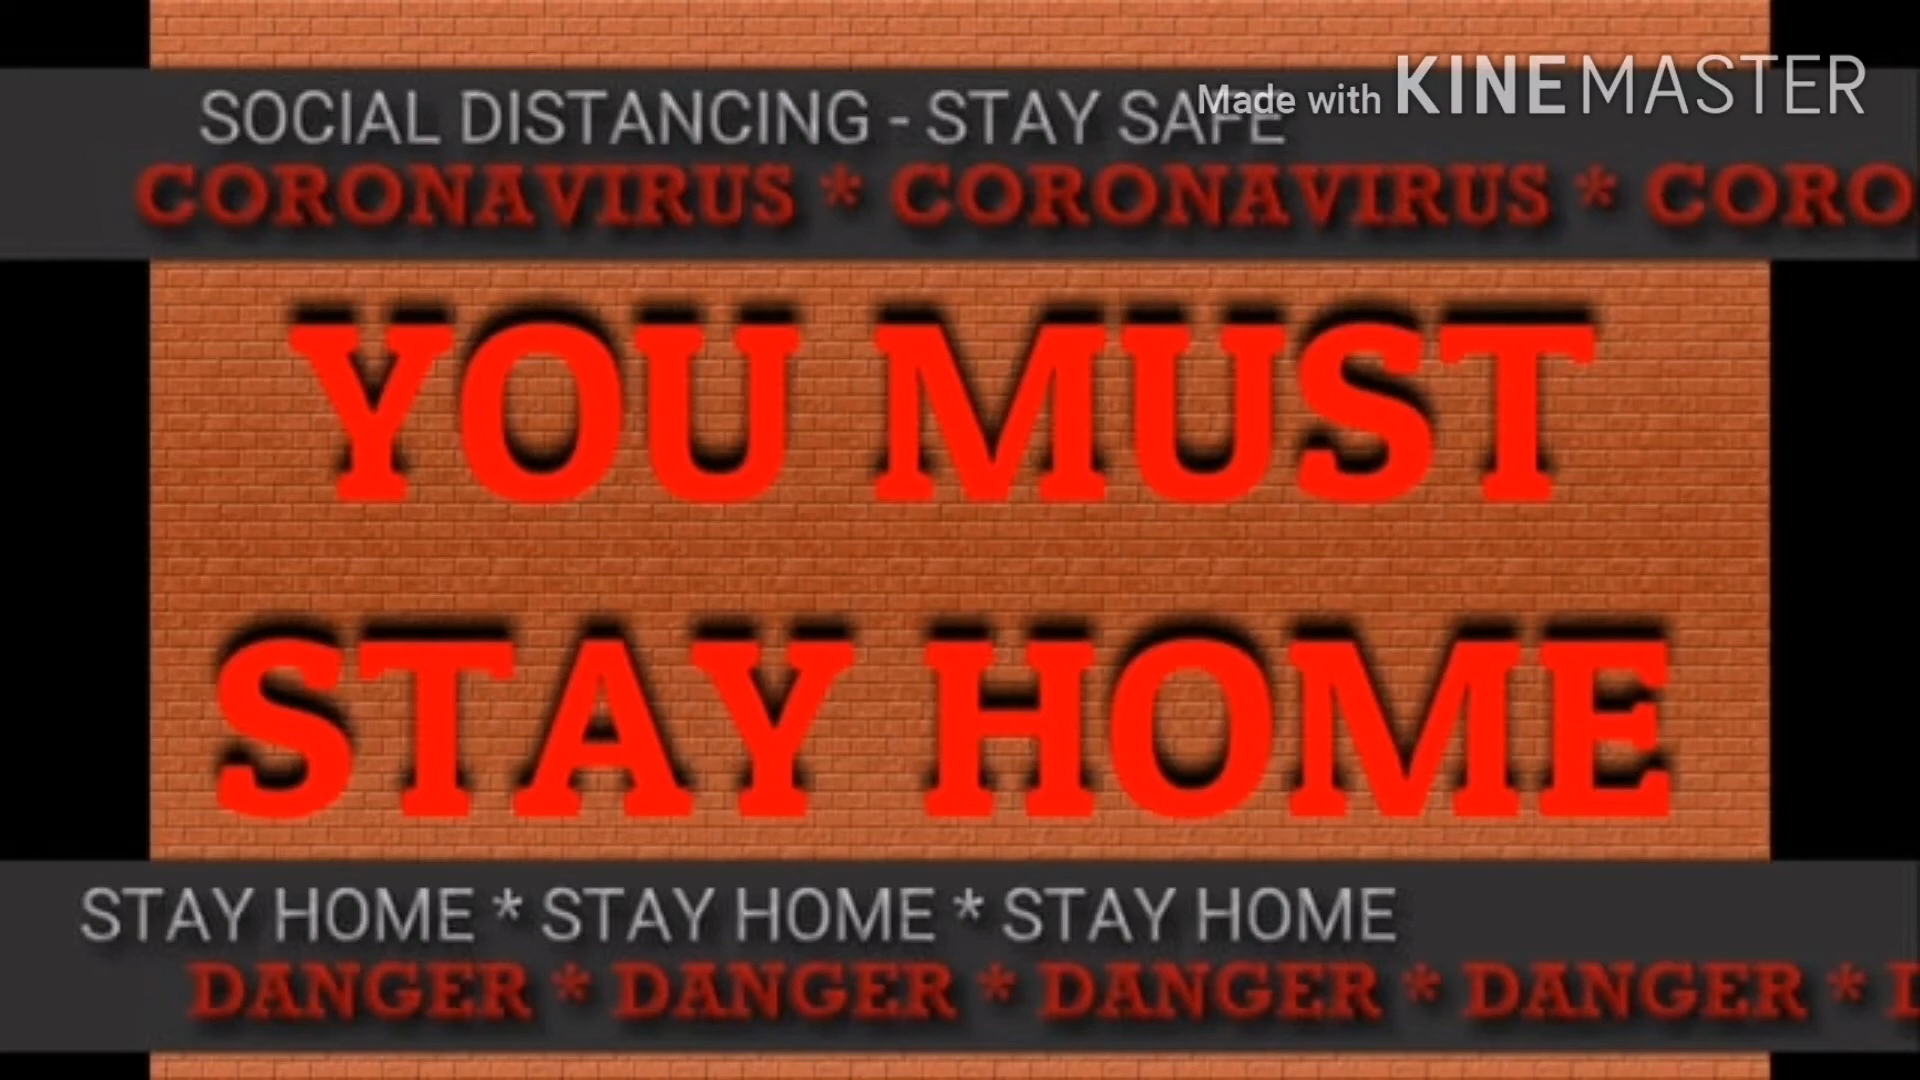 SOCIAL DISTANCING - STAY SAFE
Made with KINEMASTER
CORONAVIRUS * CORONAVIRUS * CORO
YOU MUST
STAY HOME
STAY HOME * STAY HOME * STAY HOME
DANGER * DANGER * DANGER * DANGER * D